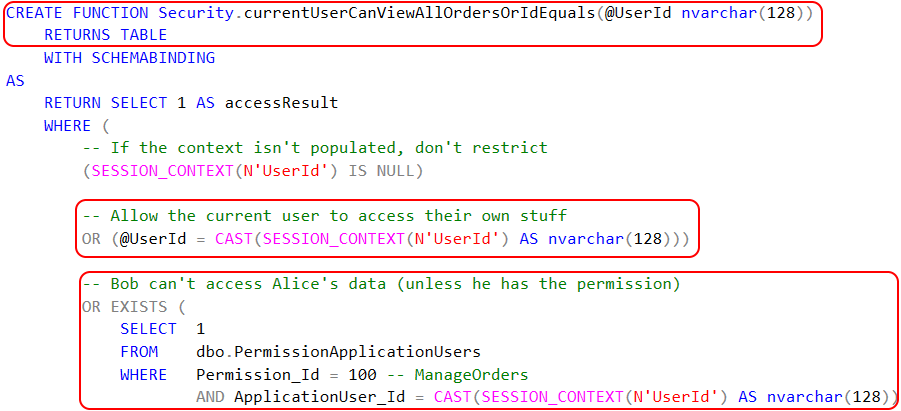 CREATE FUNCTION Security.currentUserCanViewAllOrdersOrIdEquals(@UserId nvarchar(128))
    RETURNS TABLE
    WITH SCHEMABINDING
AS
    RETURN SELECT 1 AS accessResult
    WHERE (
        -- If the context isn't populated, don't restrict
        (SESSION_CONTEXT(N'UserId') IS NULL)
        -- Allow the current user to access their own stuff
        OR (@UserId = CAST(SESSION_CONTEXT(N'UserId') AS nvarchar(128)))
        -- Bob can't access Alice's data (unless he has the permission)
        OR EXISTS (
            SELECT  1
            FROM    dbo.PermissionApplicationUsers
            WHERE   Permission_Id = 100 -- ManageOrders
                    AND ApplicationUser_Id = CAST(SESSION_CONTEXT(N'UserId') AS nvarchar(128))